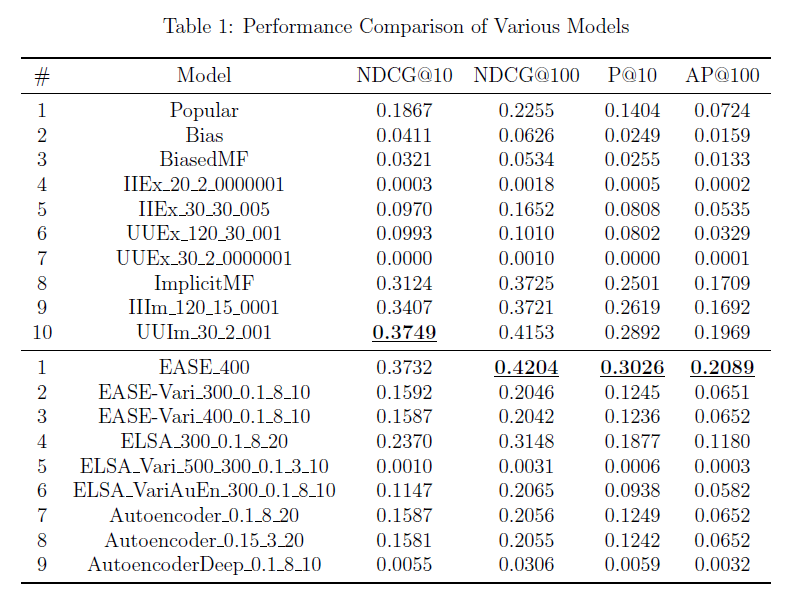 Table 1: Performance Comparison of Various Models
# Model NDCG@10 NDCG@100 P@10 AP@100
1 Popular 0.1867 0.2255 0.1404 0.0724
2 Bias 0.0411 0.0626 0.0249 0.0159
3 BiasedMF 0.0321 0.0534 0.0255 0.0133
4 IIEx_20_2_0000001 0.0003 0.0018 0.0005 0.0002
5 IIEx_30_30_005 0.0970 0.1652 0.0808 0.0535
6 UUEx_120_30_001 0.0993 0.1010 0.0802 0.0329
7 UUEx_30_2_0000001 0.0000 0.0010 0.0000 0.0001
8 ImplicitMF 0.3124 0.3725 0.2501 0.1709
9 IIIm_120_15_0001 0.3407 0.3721 0.2619 0.1692
10 UUIm_30_2_001 0.3749 0.4153 0.2892 0.1969
1 EASE_400 0.3732 0.4204 0.3026 0.2089
2 EASE-Vari_300_0.1_8_10 0.1592 0.2046 0.1245 0.0651
3 EASE-Vari_400_0.1_8_10 0.1587 0.2042 0.1236 0.0652
4 ELSA_300_0.1_8_20 0.2370 0.3148 0.1877 0.1180
5 ELSA_Vari_500_300_0.1_3_10 0.0010 0.0031 0.0006 0.0003
6 ELSA_VariAuEn_300_0.1_8_10 0.1147 0.2065 0.0938 0.0582
7 Autoencoder_0.1_8_20 0.1587 0.2056 0.1249 0.0652
8 Autoencoder_0.15_3_20 0.1581 0.2055 0.1242 0.0652
9 AutoencoderDeep_0.1_8_10 0.0055 0.0306 0.0059 0.0032